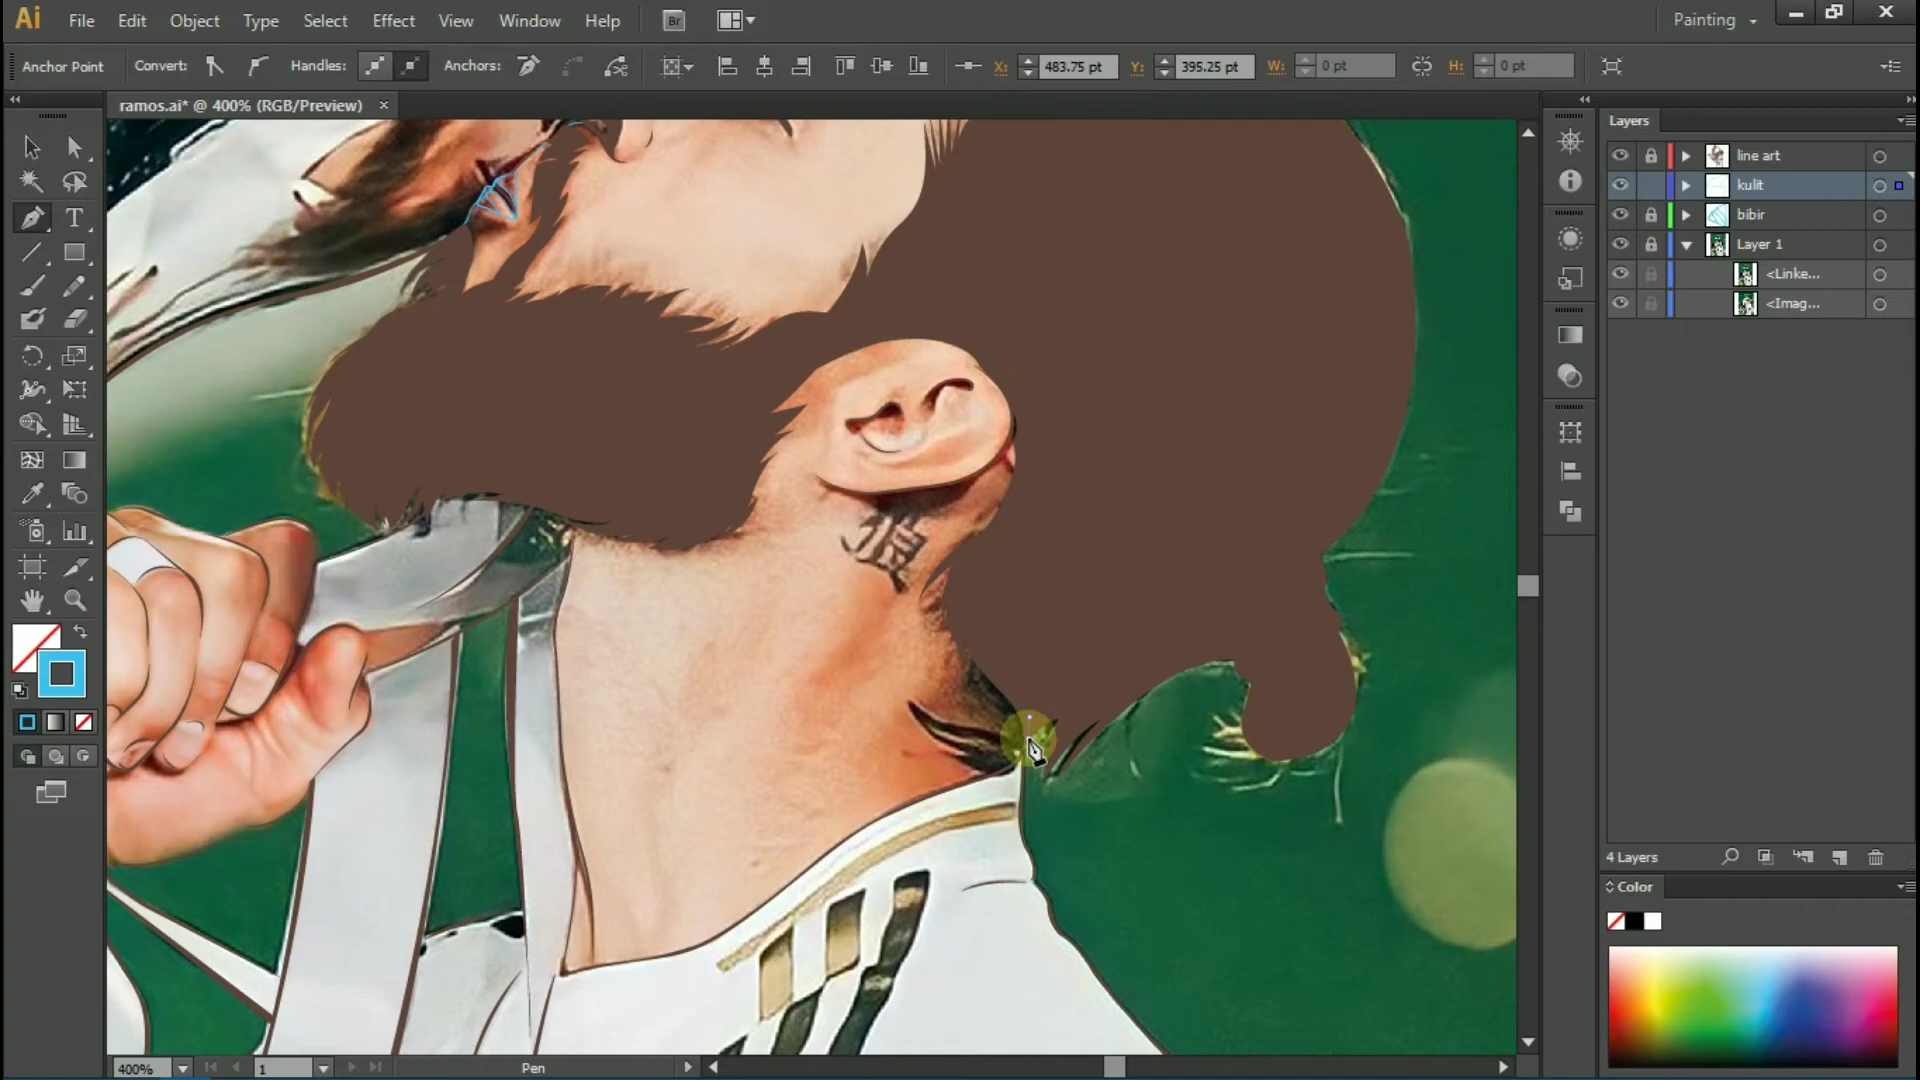 Ai File Edit Object Type Select Effect View Window Help Br Painting
Anchor Point Convert: Handles: Anchors: X: 483.75 pt Y: 395.25 pt W: 0 pt H: 0 pt
ramos.ai* @ 400% (RGB/Preview)
Layers
line art
kulit
bibir
Layer 1
<Linke...
<Imag...
T
狼
4 Layers
Color
400% 1 Pen